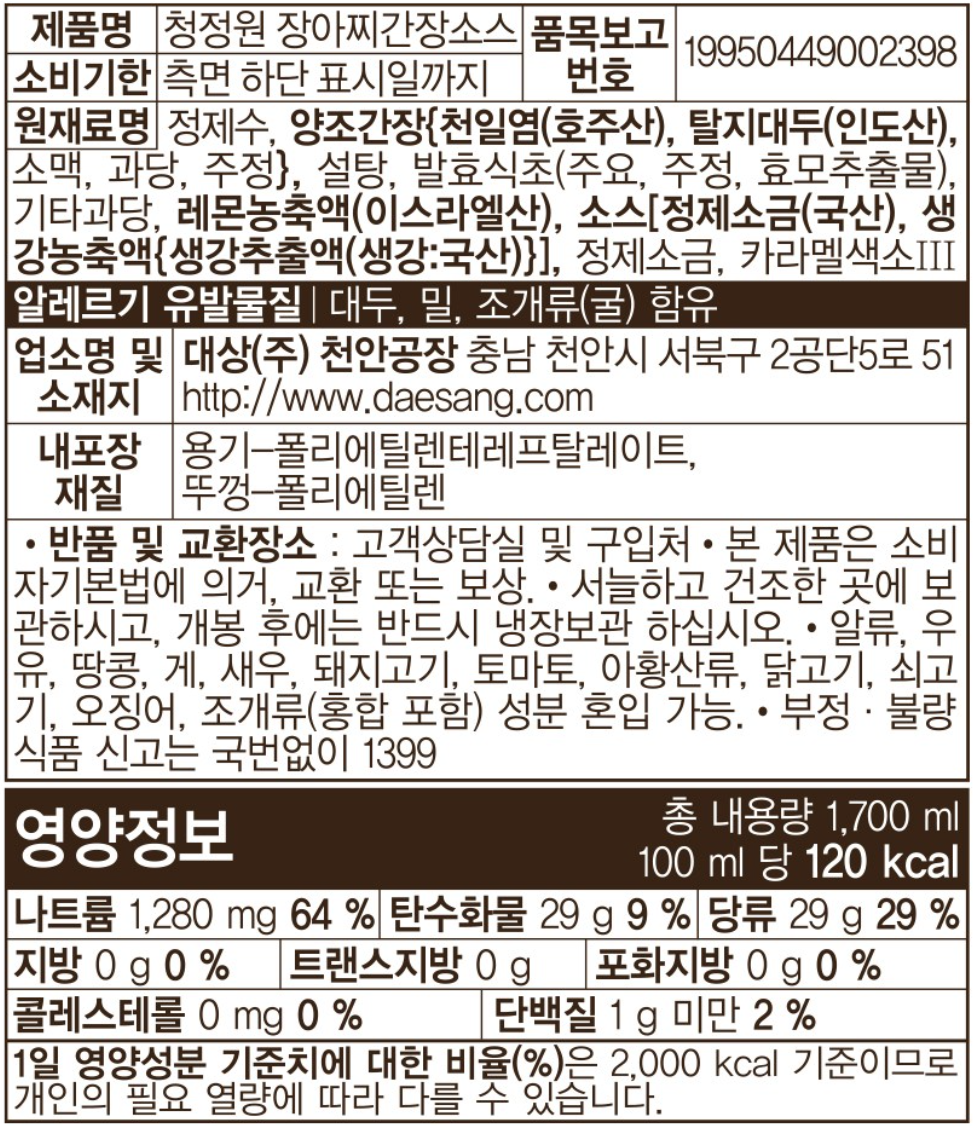 제품명 청정원 장아찌간장소스 품목보고번호 19950449002398
소비기한 측면 하단 표시일까지
원재료명 정제수, 양조간장{천일염(호주산), 탈지대두(인도산),
소맥, 과당, 주정}, 설탕, 발효식초(주요, 주정, 효모추출물),
기타과당, 레몬농축액(이스라엘산), 소스[정제소금(국산), 생
강농축액{생강추출액(생강:국산)}], 정제소금, 카라멜색소III
알레르기 유발물질 | 대두, 밀, 조개류(굴) 함유
업소명 및 소재지 대상(주) 천안공장 충남 천안시 서북구 2공단5로 51
http://www.daesang.com
내포장 재질 용기-폴리에틸렌테레프탈레이트,
뚜껑-폴리에틸렌
• 반품 및 교환장소 : 고객상담실 및 구입처 • 본 제품은 소비
자기본법에 의거, 교환 또는 보상. • 서늘하고 건조한 곳에 보
관하시고, 개봉 후에는 반드시 냉장보관 하십시오. • 알류, 우
유, 땅콩, 게, 새우, 돼지고기, 토마토, 아황산류, 닭고기, 쇠고
기, 오징어, 조개류(홍합 포함) 성분 혼입 가능. • 부정 · 불량
식품 신고는 국번없이 1399
영양정보 총 내용량 1,700 ml
100 ml 당 120 kcal
나트륨 1,280 mg 64 % 탄수화물 29 g 9 % 당류 29 g 29 %
지방 0 g 0 % 트랜스지방 0 g 포화지방 0 g 0 %
콜레스테롤 0 mg 0 % 단백질 1 g 미만 2 %
1일 영양성분 기준치에 대한 비율(%)은 2,000 kcal 기준이므로
개인의 필요 열량에 따라 다를 수 있습니다.